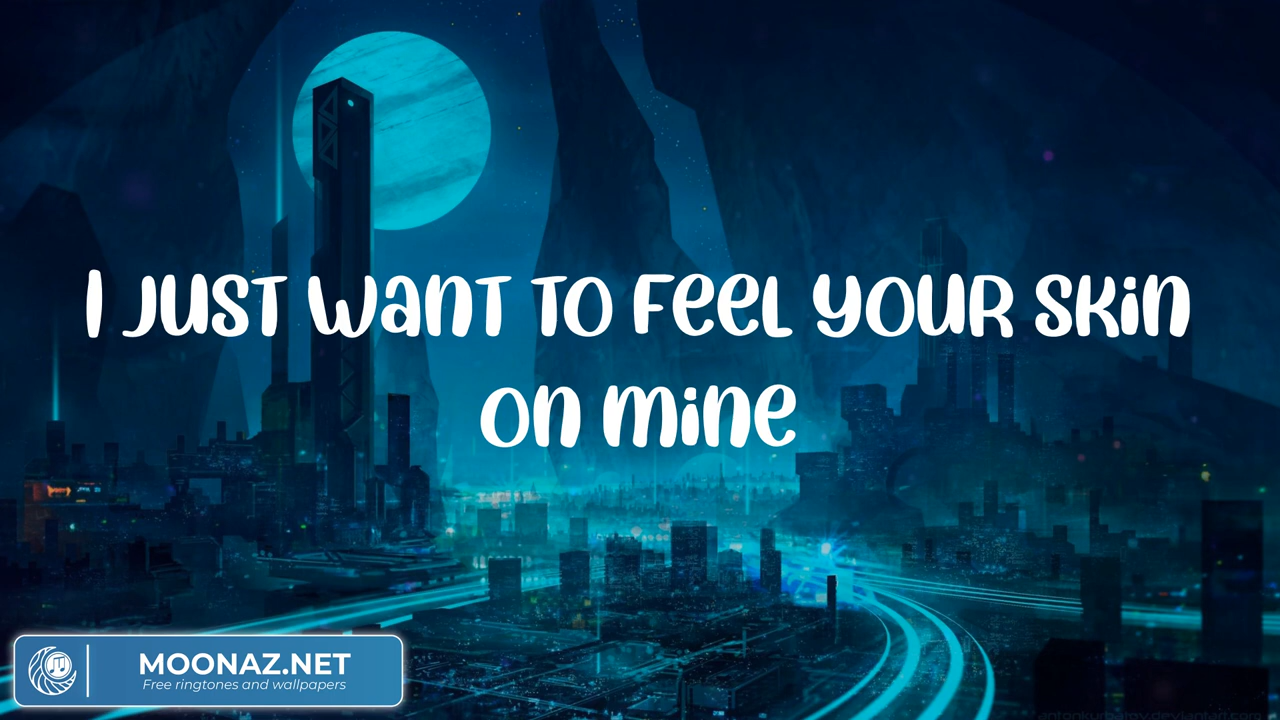 I JUST WANT TO FEEL YOUR SKIN
ON MINE
MOONAZ.NET
Free ringtones and wallpapers